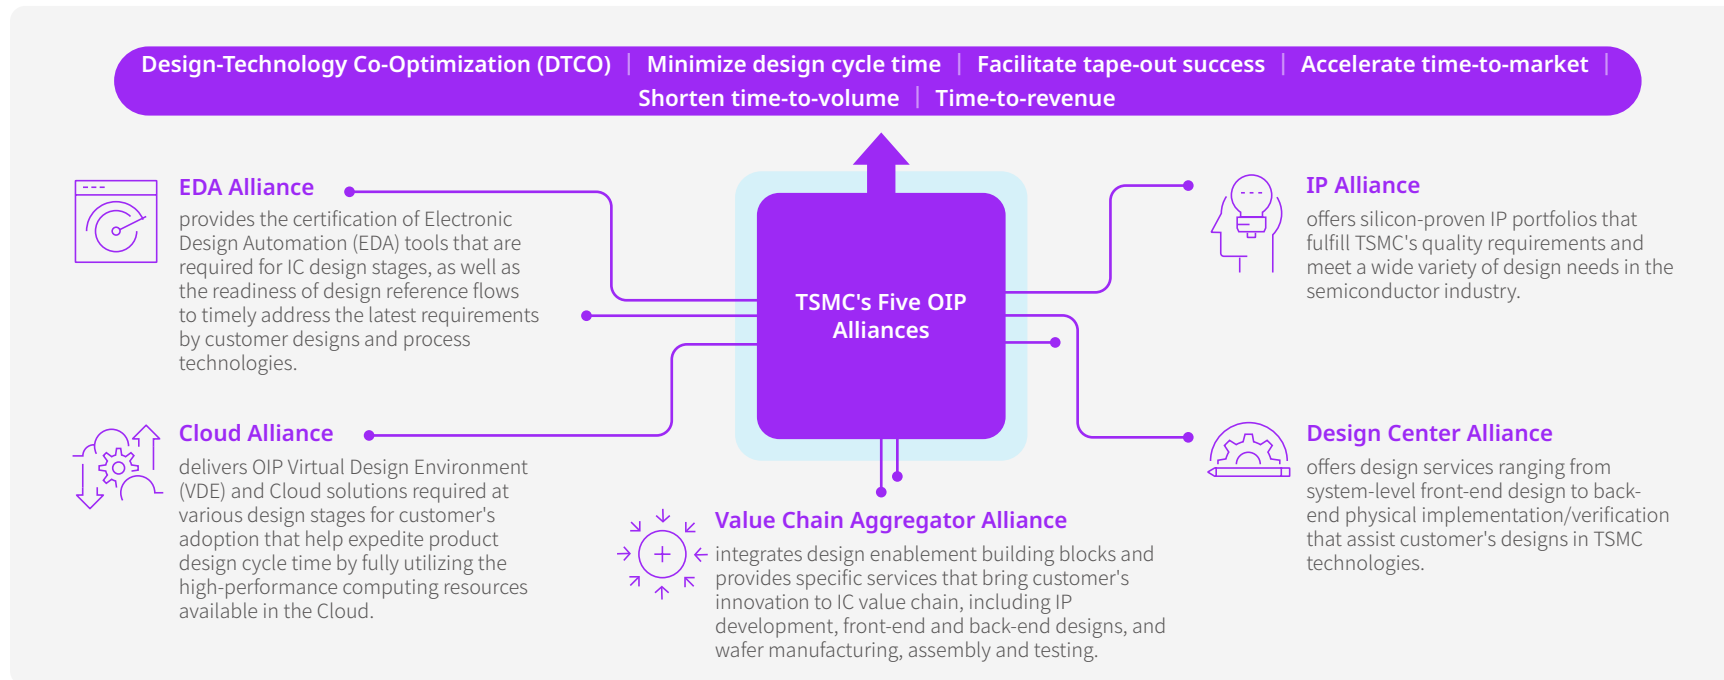 Design-Technology Co-Optimization (DTCO) | Minimize design cycle time | Facilitate tape-out success | Accelerate time-to-market |
Shorten time-to-volume | Time-to-revenue
EDA Alliance
provides the certification of Electronic
Design Automation (EDA) tools that are
required for IC design stages, as well as
the readiness of design reference flows
to timely address the latest requirements
by customer designs and process
technologies.
TSMC's Five OIP
Alliances
IP Alliance
offers silicon-proven IP portfolios that
fulfill TSMC's quality requirements and
meet a wide variety of design needs in the
semiconductor industry.
Cloud Alliance
delivers OIP Virtual Design Environment
(VDE) and Cloud solutions required at
various design stages for customer's
adoption that help expedite product
design cycle time by fully utilizing the
high-performance computing resources
available in the Cloud.
Value Chain Aggregator Alliance
integrates design enablement building blocks and
provides specific services that bring customer's
innovation to IC value chain, including IP
development, front-end and back-end designs, and
wafer manufacturing, assembly and testing.
Design Center Alliance
offers design services ranging from
system-level front-end design to back-
end physical implementation/verification
that assist customer's designs in TSMC
technologies.